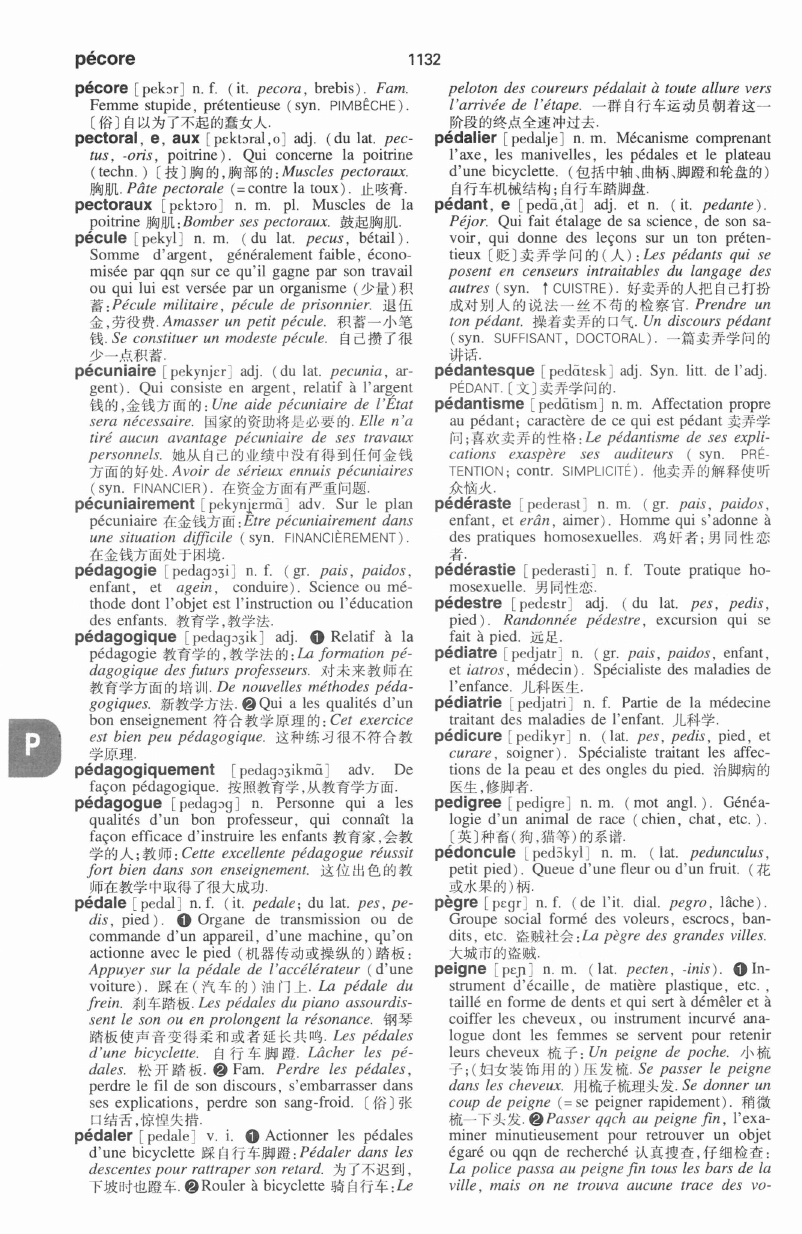 pécore
1132
pécore [pekɔr] n. f. (it. pecora, brebis). Fam.
Femme stupide, prétentieuse (syn. PIMBÊCHE).
〔俗〕自以为了不起的蠢女人.
pectoral, e, aux [pektɔral,o] adj. (du lat. pec-
tus, -oris, poitrine). Qui concerne la poitrine
(techn.)〔技〕胸的,胸部的:Muscles pectoraux.
胸肌. Pâte pectorale (=contre la toux). 止咳膏.
pectoraux [pektɔro] n. m. pl. Muscles de la
poitrine 胸肌:Bomber ses pectoraux. 鼓起胸肌.
pécule [pekyl] n. m. (du lat. pecus, bétail).
Somme d'argent, généralement faible, écono-
misée par qqn sur ce qu'il gagne par son travail
ou qui lui est versée par un organisme (少量)积
蓄:Pécule militaire, pécule de prisonnier. 退伍
金,劳役费. Amasser un petit pécule. 积蓄一小笔
钱. Se constituer un modeste pécule. 自己攒了很
少一点积蓄.
pécuniaire [pekynjɛr] adj. (du lat. pecunia, ar-
gent). Qui consiste en argent, relatif à l'argent
钱的,金钱方面的:Une aide pécuniaire de l'État
sera nécessaire. 国家的资助将是必要的. Elle n'a
tiré aucun avantage pécuniaire de ses travaux
personnels. 她从自己的业绩中没有得到任何金钱
方面的好处. Avoir de sérieux ennuis pécuniaires
(syn. FINANCIER). 在资金方面有严重问题.
pécuniairement [pekynjɛrmɑ̃] adv. Sur le plan
pécuniaire 在金钱方面:Être pécuniairement dans
une situation difficile (syn. FINANCIÈREMENT).
在金钱方面处于困境.
pédagogie [pedagɔʒi] n. f. (gr. pais, paidos,
enfant, et agein, conduire). Science ou mé-
thode dont l'objet est l'instruction ou l'éducation
des enfants. 教育学,教学法.
pédagogique [pedagɔʒik] adj. ❶ Relatif à la
pédagogie 教育学的,教学法的:La formation pé-
dagogique des futurs professeurs. 对未来教师在
教育学方面的培训. De nouvelles méthodes péda-
gogiques. 新教学方法. ❷ Qui a les qualités d'un
bon enseignement 符合教学原理的:Cet exercice
est bien peu pédagogique. 这种练习很不符合教
学原理.
pédagogiquement [pedagɔʒikmɑ̃] adv. De
façon pédagogique. 按照教育学,从教育学方面.
pédagogue [pedagɔg] n. Personne qui a les
qualités d'un bon professeur, qui connaît la
façon efficace d'instruire les enfants 教育家,会教
学的人;教师:Cette excellente pédagogue réussit
fort bien dans son enseignement. 这位出色的教
师在教学中取得了很大成功.
pédale [pedal] n. f. (it. pedale; du lat. pes, pe-
dis, pied). ❶ Organe de transmission ou de
commande d'un appareil, d'une machine, qu'on
actionne avec le pied (机器传动或操纵的)踏板:
Appuyer sur la pédale de l'accélérateur (d'une
voiture). 踩在(汽车的)油门上. La pédale du
frein. 刹车踏板. Les pédales du piano assourdis-
sent le son ou en prolongent la résonance. 钢琴
踏板使声音变得柔和或者延长共鸣. Les pédales
d'une bicyclette. 自行车脚蹬. Lâcher les pé-
dales. 松开踏板. ❷ Fam. Perdre les pédales,
perdre le fil de son discours, s'embarrasser dans
ses explications, perdre son sang-froid. 〔俗〕张
口结舌,惊惶失措.
pédaler [pedale] v. i. ❶ Actionner les pédales
d'une bicyclette 踩自行车脚蹬:Pédaler dans les
descentes pour rattraper son retard. 为了不迟到,
下坡时也蹬车. ❷ Rouler à bicyclette 骑自行车:Le
peloton des coureurs pédalait à toute allure vers
l'arrivée de l'étape. 一群自行车运动员朝着这一
阶段的终点全速冲过去.
pédalier [pedalje] n. m. Mécanisme comprenant
l'axe, les manivelles, les pédales et le plateau
d'une bicyclette. (包括中轴、曲柄、脚蹬和轮盘的)
自行车机械结构;自行车踏脚盘.
pédant, e [pedɑ̃,ɑ̃t] adj. et n. (it. pedante).
Péjor. Qui fait étalage de sa science, de son sa-
voir, qui donne des leçons sur un ton préten-
tieux〔贬〕卖弄学问的(人):Les pédants qui se
posent en censeurs intraitables du langage des
autres (syn. ↑ CUISTRE). 好卖弄的人把自己打扮
成对别人的说法一丝不苟的检察官. Prendre un
ton pédant. 操着卖弄的口气. Un discours pédant
(syn. SUFFISANT, DOCTORAL). 一篇卖弄学问的
讲话.
pédantesque [pedɑ̃tɛsk] adj. Syn. litt. de l'adj.
PÉDANT.〔文〕卖弄学问的.
pédantisme [pedɑ̃tism] n. m. Affectation propre
au pédant; caractère de ce qui est pédant 卖弄学
问;喜欢卖弄的性格:Le pédantisme de ses expli-
cations exaspère ses auditeurs (syn. PRÉ-
TENTION; contr. SIMPLICITÉ). 他卖弄的解释使听
众恼火.
pédéraste [pederast] n. m. (gr. pais, paidos,
enfant, et erân, aimer). Homme qui s'adonne à
des pratiques homosexuelles. 鸡奸者;男同性恋
者.
pédérastie [pederasti] n. f. Toute pratique ho-
mosexuelle. 男同性恋.
pédestre [pedɛstr] adj. (du lat. pes, pedis,
pied). Randonnée pédestre, excursion qui se
fait à pied. 远足.
pédiatre [pedjatr] n. (gr. pais, paidos, enfant,
et iatros, médecin). Spécialiste des maladies de
l'enfance. 儿科医生.
pédiatrie [pedjatri] n. f. Partie de la médecine
traitant des maladies de l'enfant. 儿科学.
pédicure [pedikyr] n. (lat. pes, pedis, pied, et
curare, soigner). Spécialiste traitant les affec-
tions de la peau et des ongles du pied. 治脚病的
医生,修脚者.
pedigree [pedigre] n. m. (mot angl.). Généa-
logie d'un animal de race (chien, chat, etc.).
〔英〕种畜(狗,猫等)的系谱.
pédoncule [pedɔ̃kyl] n. m. (lat. pedunculus,
petit pied). Queue d'une fleur ou d'un fruit. (花
或水果的)柄.
pègre [pɛgr] n. f. (de l'it. dial. pegro, lâche).
Groupe social formé des voleurs, escrocs, ban-
dits, etc. 盗贼社会:La pègre des grandes villes.
大城市的盗贼.
peigne [pɛɲ] n. m. (lat. pecten, -inis). ❶ In-
strument d'écaille, de matière plastique, etc.,
taillé en forme de dents et qui sert à démêler et à
coiffer les cheveux, ou instrument incurvé ana-
logue dont les femmes se servent pour retenir
leurs cheveux 梳子:Un peigne de poche. 小梳
子;(妇女装饰用的)压发梳. Se passer le peigne
dans les cheveux. 用梳子梳理头发. Se donner un
coup de peigne (=se peigner rapidement). 稍微
梳一下头发. ❷ Passer qqch au peigne fin, l'exa-
miner minutieusement pour retrouver un objet
égaré ou qqn de recherché 认真搜查,仔细检查:
La police passa au peigne fin tous les bars de la
ville, mais on ne trouva aucune trace des vo-
P